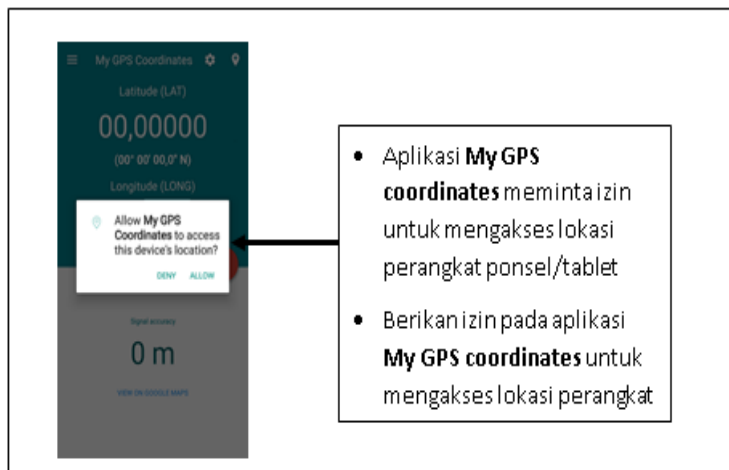 My GPS Coordinates
Latitude (LAT)
00,00000
(00° 00' 00,0" N)
Longitude (LONG)
Allow My GPS
Coordinates to access
this device's location?
DENY ALLOW
Signal accuracy
0 m
VIEW ON GOOGLE MAPS
• Aplikasi My GPS
coordinates meminta izin
untuk mengakses lokasi
perangkat ponsel/tablet
• Berikan izin pada aplikasi
My GPS coordinates untuk
mengakses lokasi perangkat